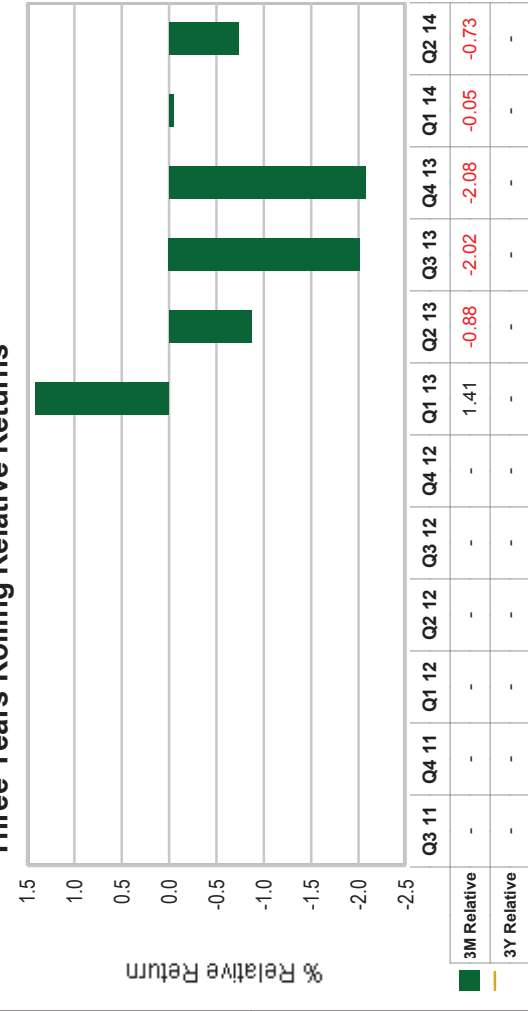 Three Years Rolling Relative Returns
1.5
1.0
0.5
0.0
-0.5
-1.0
-1.5
-2.0
-2.5
% Relative Return
Q3 11 Q4 11 Q1 12 Q2 12 Q3 12 Q4 12 Q1 13 Q2 13 Q3 13 Q4 13 Q1 14 Q2 14
3M Relative - - - - - - 1.41 -0.88 -2.02 -2.08 -0.05 -0.73
3Y Relative - - - - - - - - - - - -